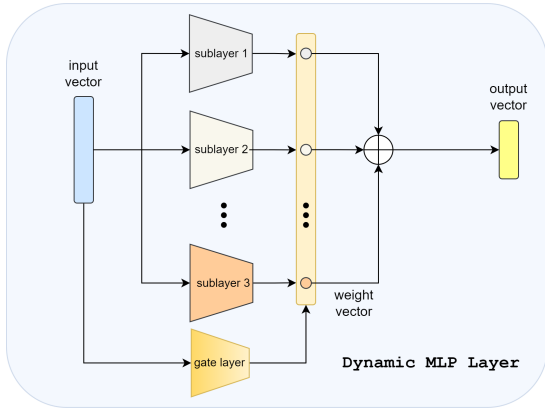 input
vector
sublayer 1
sublayer 2
sublayer 3
gate layer
weight
vector
output
vector
Dynamic MLP Layer